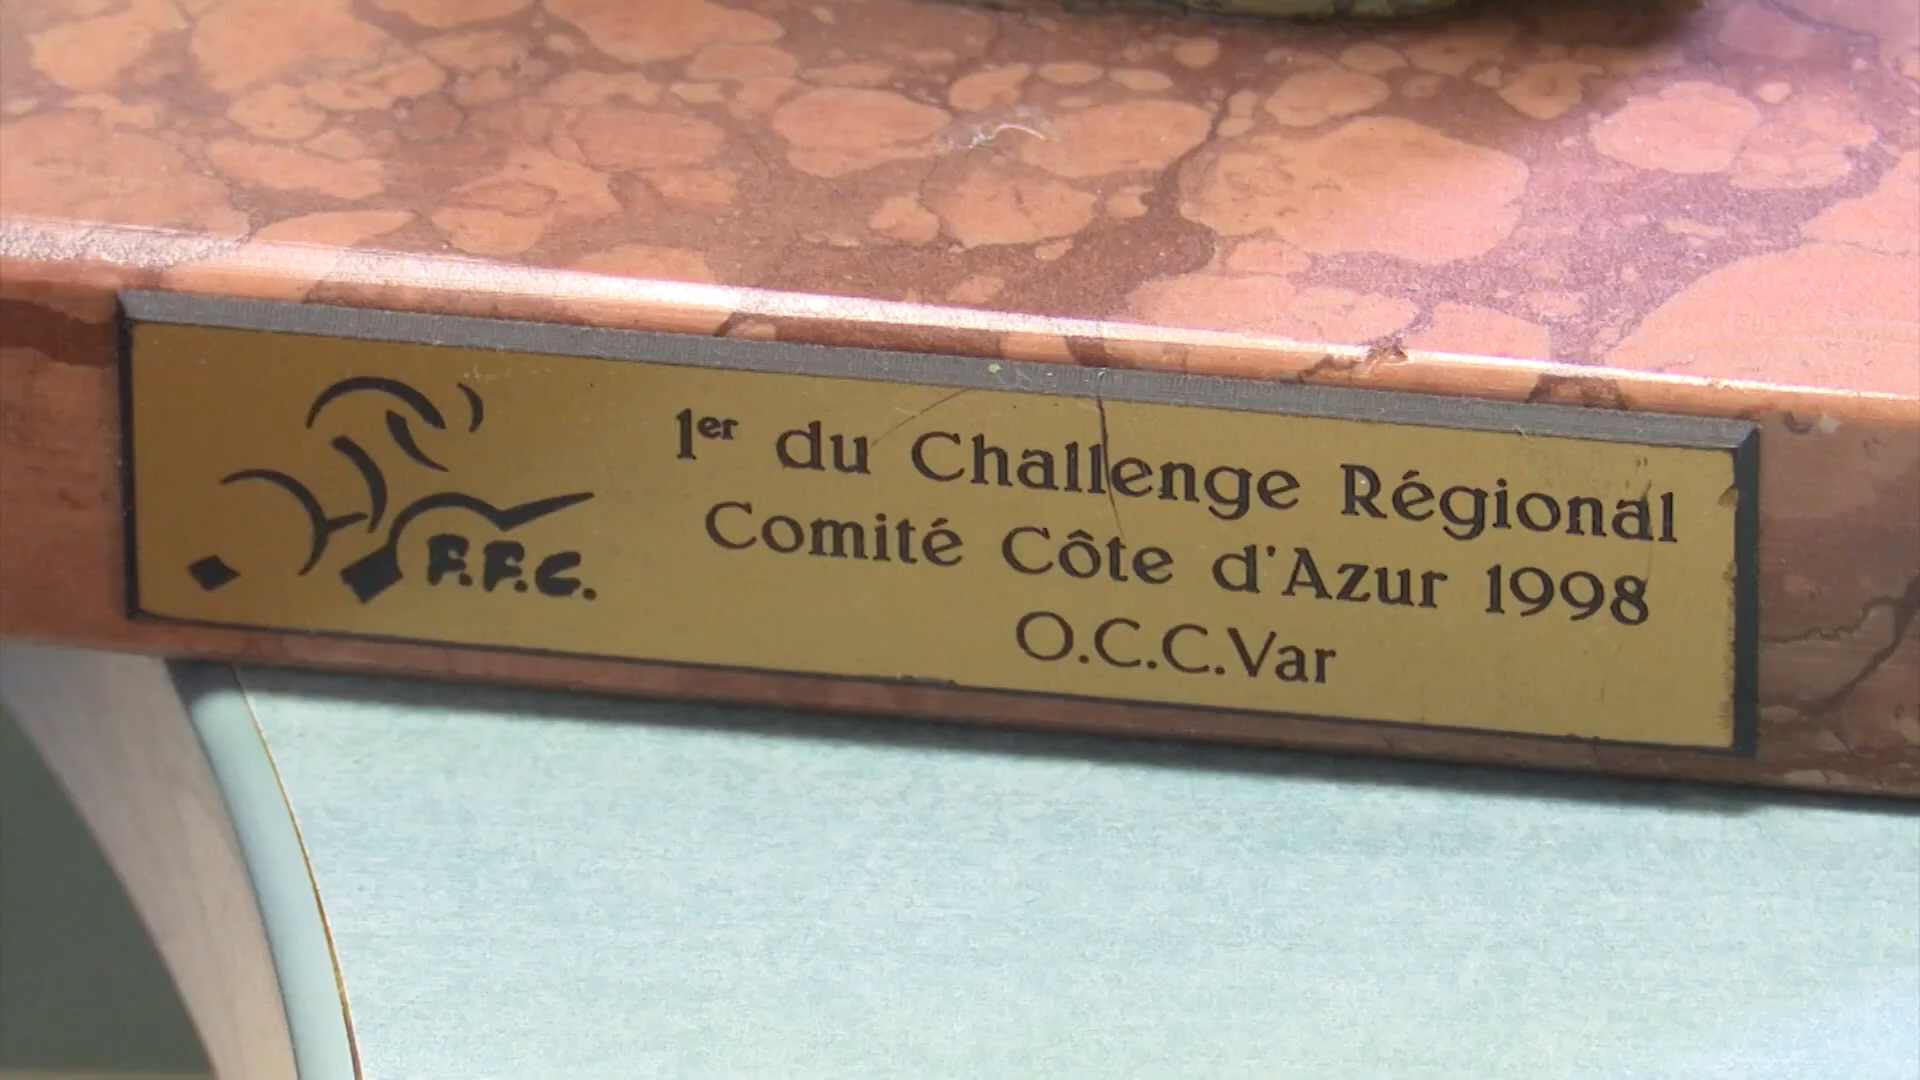 F.F.C.
1er du Challenge Régional
Comité Côte d'Azur 1998
O.C.C.Var